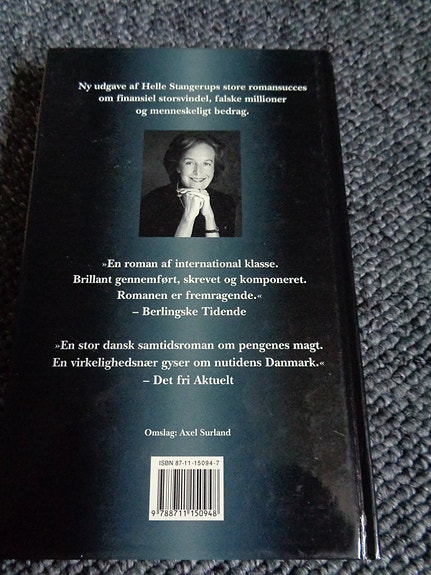 Ny udgave af Helle Stangerups store romansucces
om finansiel storsvindel, falske millioner
og menneskeligt bedrag.
»En roman af international klasse.
Brillant gennemført, skrevet og komponeret.
Romanen er fremragende.«
– Berlingske Tidende
»En stor dansk samtidsroman om pengenes magt.
En virkelighedsnær gyser om nutidens Danmark.«
– Det fri Aktuelt
Omslag: Axel Surland
ISBN 87-11-15094-7
9 788711 150948